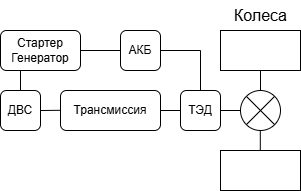 Колеса
Стартер
Генератор
АКБ
ДВС
Трансмиссия
ТЭД